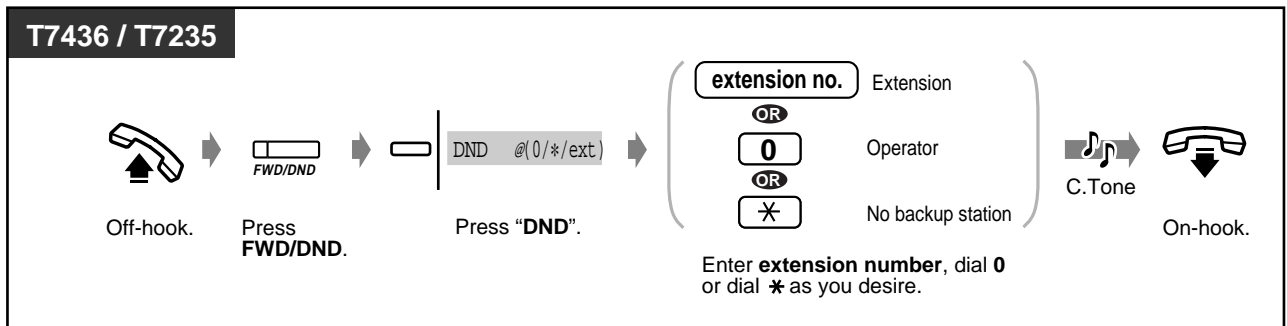 T7436 / T7235
extension no. Extension
OR
0 Operator
OR
* No backup station
FWD/DND
DND @(0/*/ext)
C.Tone
Off-hook.
Press
FWD/DND.
Press “DND”.
Enter extension number, dial 0
or dial * as you desire.
On-hook.